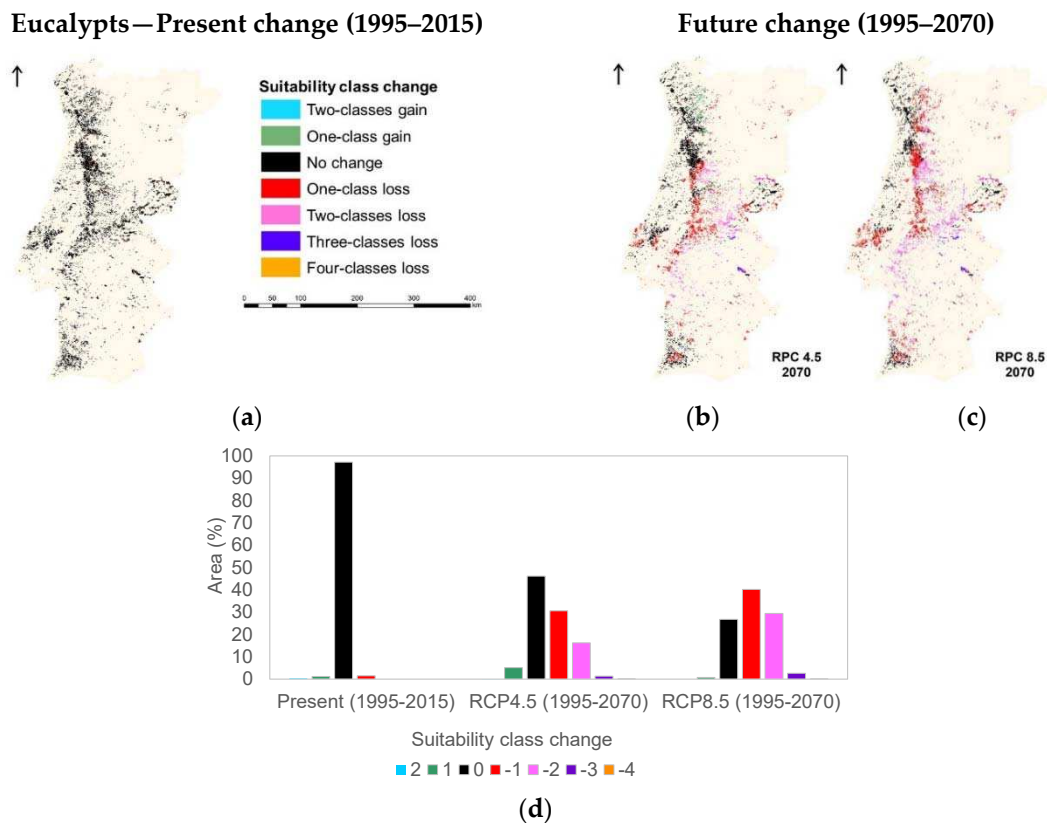 Eucalypts—Present change (1995–2015)
Future change (1995–2070)
Suitability class change
Two-classes gain
One-class gain
No change
One-class loss
Two-classes loss
Three-classes loss
Four-classes loss
0 25 50 100 200 300 400
km
RPC 4.5
2070
RPC 8.5
2070
(a)
(b)
(c)
100
90
80
70
60
50
40
30
20
10
0
Area (%)
Present (1995-2015) RCP4.5 (1995-2070) RCP8.5 (1995-2070)
Suitability class change
2 1 0 -1 -2 -3 -4
(d)